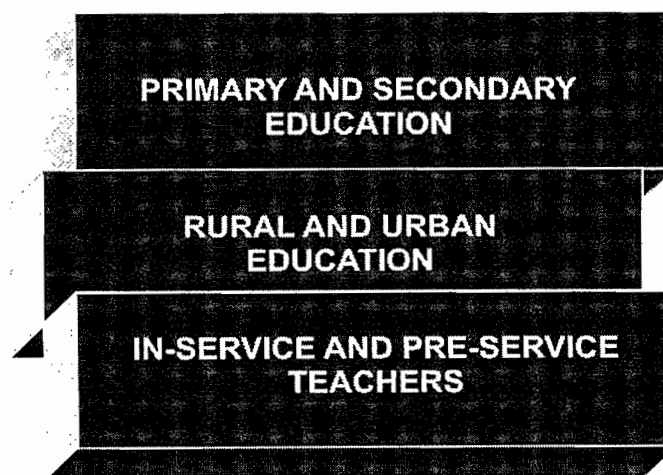 PRIMARY AND SECONDARY
EDUCATION
RURAL AND URBAN
EDUCATION
IN-SERVICE AND PRE-SERVICE
TEACHERS